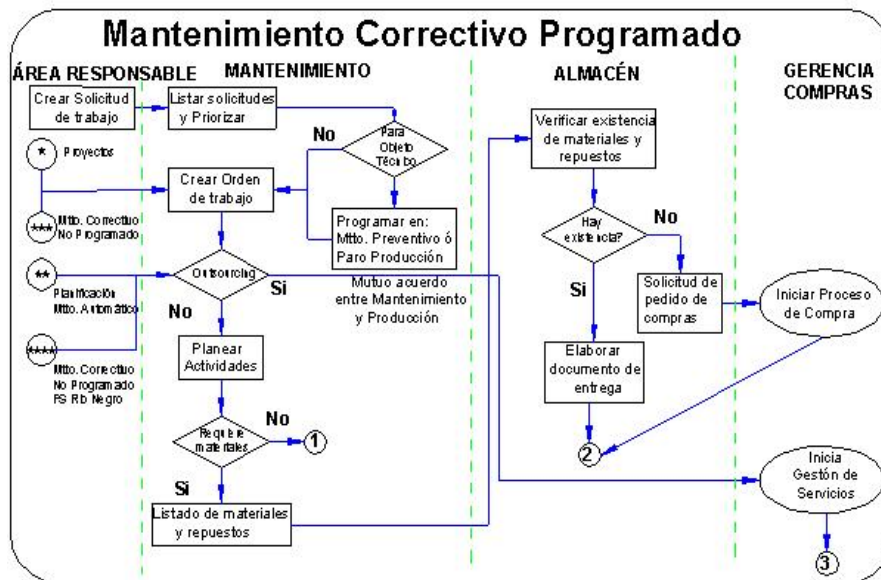 Mantenimiento Correctivo Programado
ÁREA RESPONSABLE
MANTENIMIENTO
ALMACÉN
GERENCIA
COMPRAS
Crear Solicitud
de trabajo
Listar solicitudes
y Priorizar
Para
Objeto
Técnico
No
*
Proyectos
***
Mtto. Correctivo
No Programado
Crear Orden
de trabajo
Programar en:
Mtto. Preventivo ó
Paro Producción
Mutuo acuerdo
entre Mantenimiento
y Producción
**
Planificación
Mtto. Automático
Outsourcing
Si
No
****
Mtto. Correctivo
No Programado
PS Rb Negro
Planear
Actividades
Requiere
materiales
No
1
Si
Listado de materiales
y repuestos
Verificar existencia
de materiales y
repuestos
Hay
existencia?
No
Si
Solicitud de
pedido de
compras
Elaborar
documento de
entrega
2
Iniciar Proceso
de Compra
Inicia
Gestión de
Servicios
3